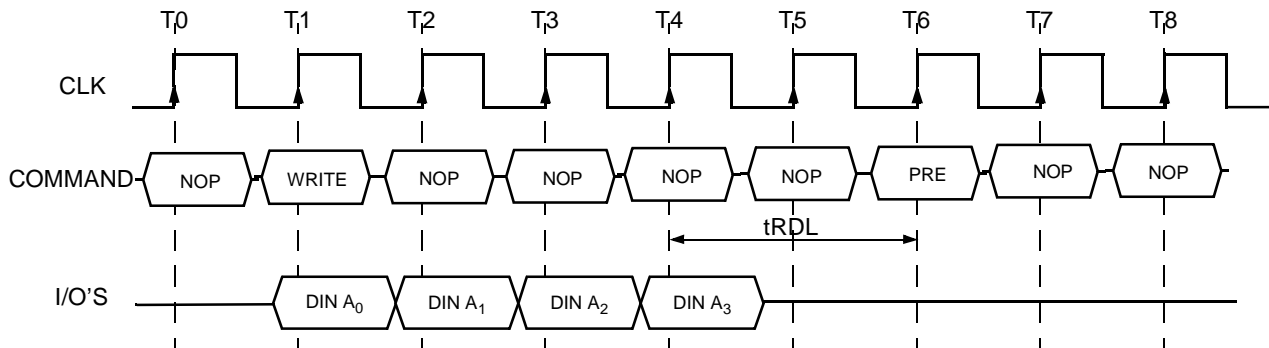 T0 T1 T2 T3 T4 T5 T6 T7 T8
CLK
COMMAND NOP WRITE NOP NOP NOP NOP PRE NOP NOP
tRDL
I/O'S DIN A0 DIN A1 DIN A2 DIN A3